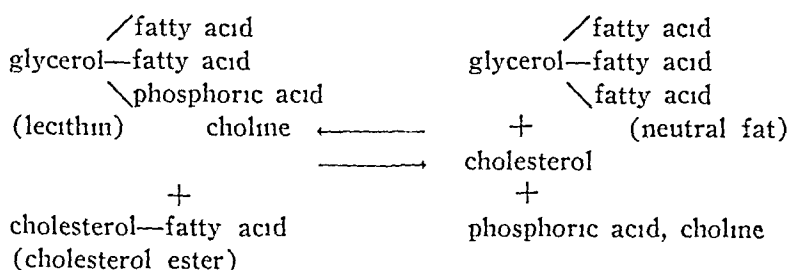 fatty acid fatty acid
glycerol—fatty acid glycerol—fatty acid
phosphoric acid fatty acid
(lecithin) choline + (neutral fat)
cholesterol
+ +
cholesterol—fatty acid phosphoric acid, choline
(cholesterol ester)